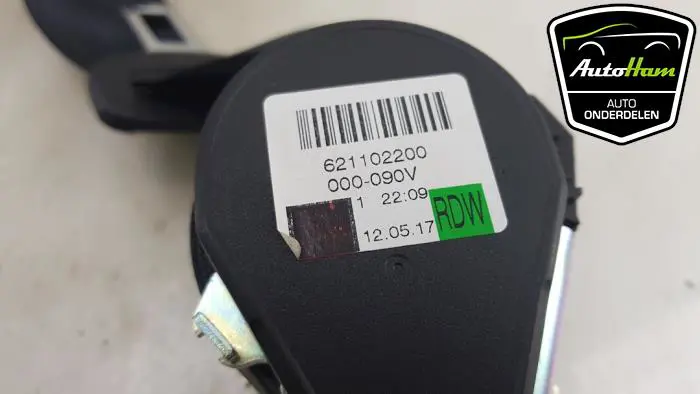 AutoHam
AUTO
ONDERDELEN
621102200
000-090V
1 22:09
12.05.17
RDW